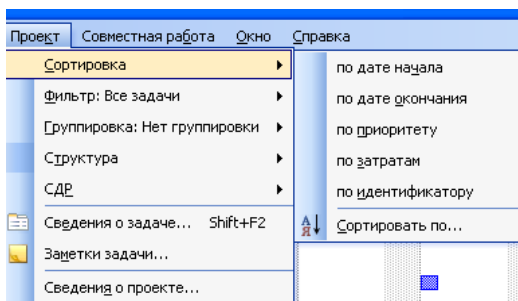 Проект Совместная работа Окно Справка
Сортировка
Фильтр: Все задачи
Группировка: Нет группировки
Структура
СДР
Сведения о задаче... Shift+F2
Заметки задачи...
Сведения о проекте...
по дате начала
по дате окончания
по приоритету
по затратам
по идентификатору
А Я Сортировать по...